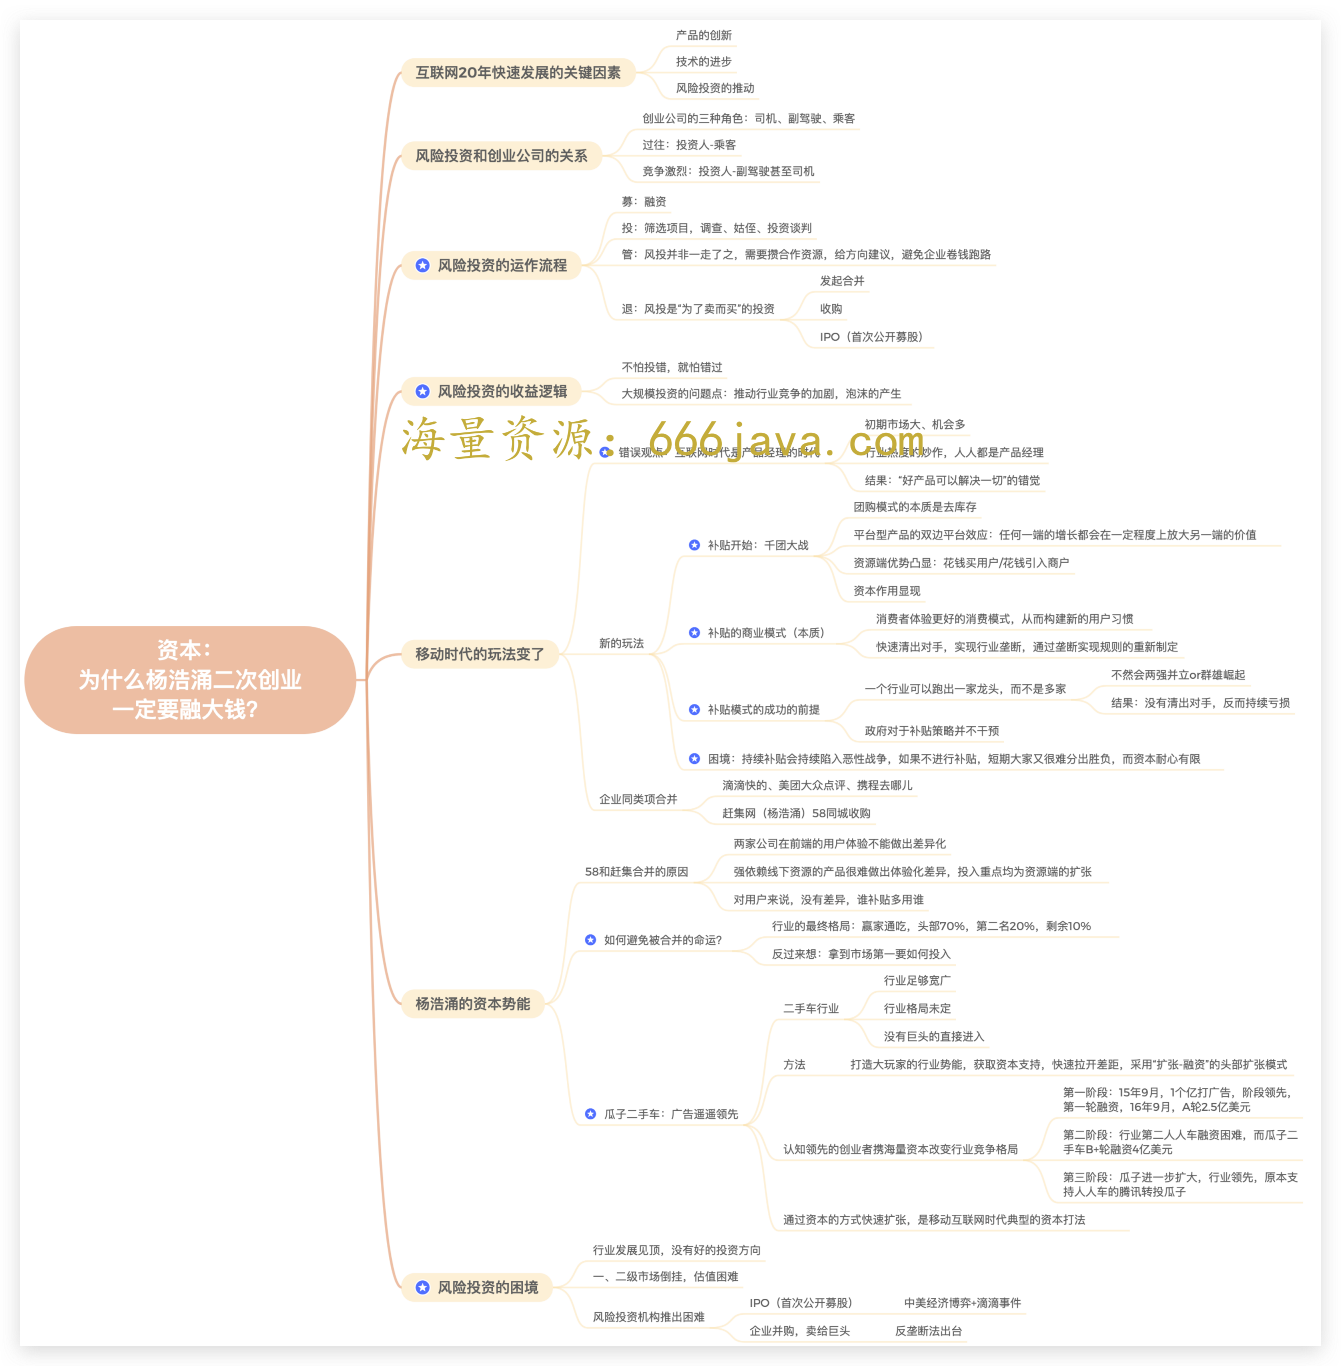 产品的创新
互联网20年快速发展的关键因素
技术的进步
风险投资的推动
创业公司的三种角色：司机、副驾驶、乘客
风险投资和创业公司的关系
过往：投资人-乘客
竞争激烈：投资人-副驾驶甚至司机
募：融资
投：筛选项目，调查、姑侄、投资谈判
风险投资的运作流程
管：风投并非一走了之，需要攒合作资源，给方向建议，避免企业卷钱跑路
退：风投是“为了卖而买”的投资
发起合并
收购
IPO（首次公开募股）
风险投资的收益逻辑
不怕投错，就怕错过
大规模投资的问题点：推动行业竞争的加剧，泡沫的产生
海量资源：666java.com
错误观点：互联网时代是产品经理的时代
初期市场大、机会多
行业热度的炒作，人人都是产品经理
结果：“好产品可以解决一切”的错觉
移动时代的玩法变了
新的玩法
补贴开始：千团大战
团购模式的本质是去库存
平台型产品的双边平台效应：任何一端的增长都会在一定程度上放大另一端的价值
资源端优势凸显：花钱买用户/花钱引入商户
资本作用显现
补贴的商业模式（本质）
消费者体验更好的消费模式，从而构建新的用户习惯
快速清出对手，实现行业垄断，通过垄断实现规则的重新制定
补贴模式的成功的前提
一个行业可以跑出一家龙头，而不是多家
不然会两强并立or群雄崛起
结果：没有清出对手，反而持续亏损
政府对于补贴策略并不干预
困境：持续补贴会持续陷入恶性战争，如果不进行补贴，短期大家又很难分出胜负，而资本耐心有限
企业同类项合并
滴滴快的、美团大众点评、携程去哪儿
赶集网（杨浩涌）58同城收购
资本：
为什么杨浩涌二次创业
一定要融大钱？
杨浩涌的资本势能
58和赶集合并的原因
两家公司在前端的用户体验不能做出差异化
强依赖线下资源的产品很难做出体验化差异，投入重点均为资源端的扩张
对用户来说，没有差异，谁补贴多用谁
如何避免被合并的命运？
行业的最终格局：赢家通吃，头部70%，第二名20%，剩余10%
反过来想：拿到市场第一要如何投入
瓜子二手车：广告遥遥领先
二手车行业
行业足够宽广
行业格局未定
没有巨头的直接进入
方法
打造大玩家的行业势能，获取资本支持，快速拉开差距，采用“扩张-融资”的头部扩张模式
认知领先的创业者携海量资本改变行业竞争格局
第一阶段：15年9月，1个亿打广告，阶段领先，
第一轮融资，16年9月，A轮2.5亿美元
第二阶段：行业第二人人车融资困难，而瓜子二
手车B+轮融资4亿美元
第三阶段：瓜子进一步扩大，行业领先，原本支
持人人车的腾讯转投瓜子
通过资本的方式快速扩张，是移动互联网时代典型的资本打法
风险投资的困境
行业发展见顶，没有好的投资方向
一、二级市场倒挂，估值困难
风险投资机构推出困难
IPO（首次公开募股）
中美经济博弈+滴滴事件
企业并购，卖给巨头
反垄断法出台